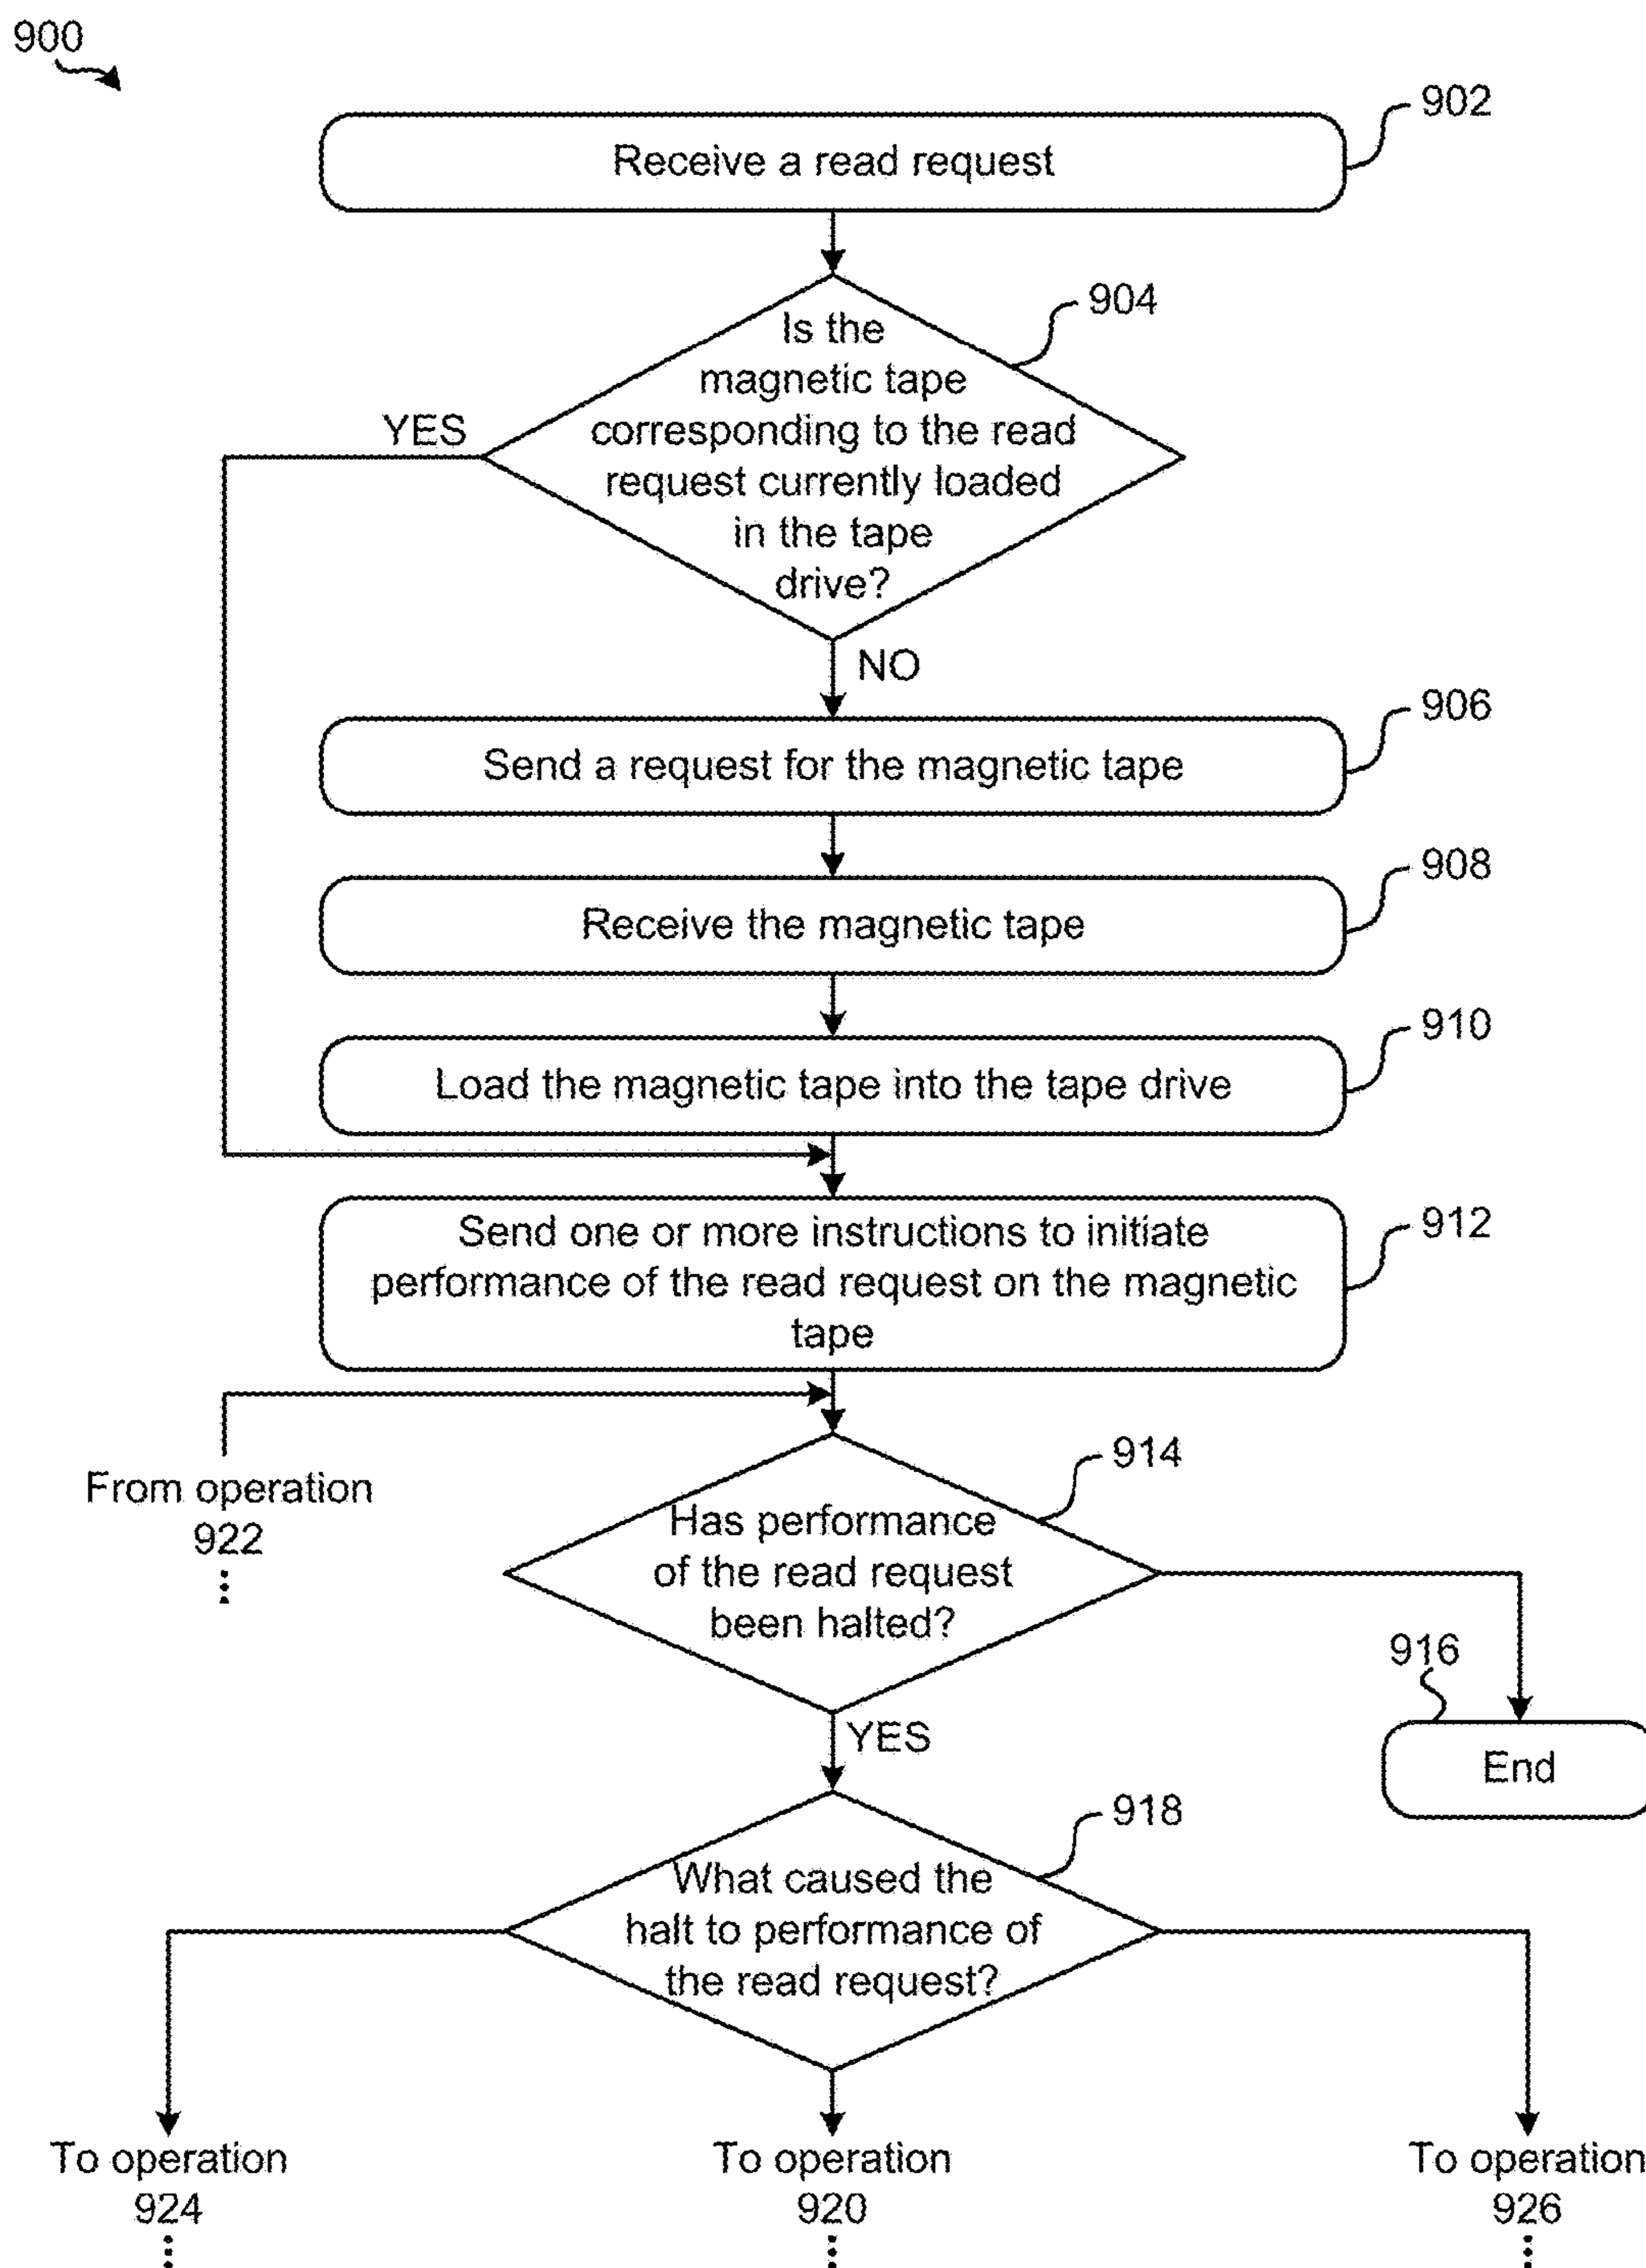 900
902
Receive a read request
904
Is the
magnetic tape
corresponding to the read
request currently loaded
in the tape
drive?
YES
NO
906
Send a request for the magnetic tape
908
Receive the magnetic tape
910
Load the magnetic tape into the tape drive
912
Send one or more instructions to initiate
performance of the read request on the magnetic
tape
From operation
922
914
Has performance
of the read request
been halted?
916
End
YES
918
What caused the
halt to performance of
the read request?
To operation
924
To operation
920
To operation
926